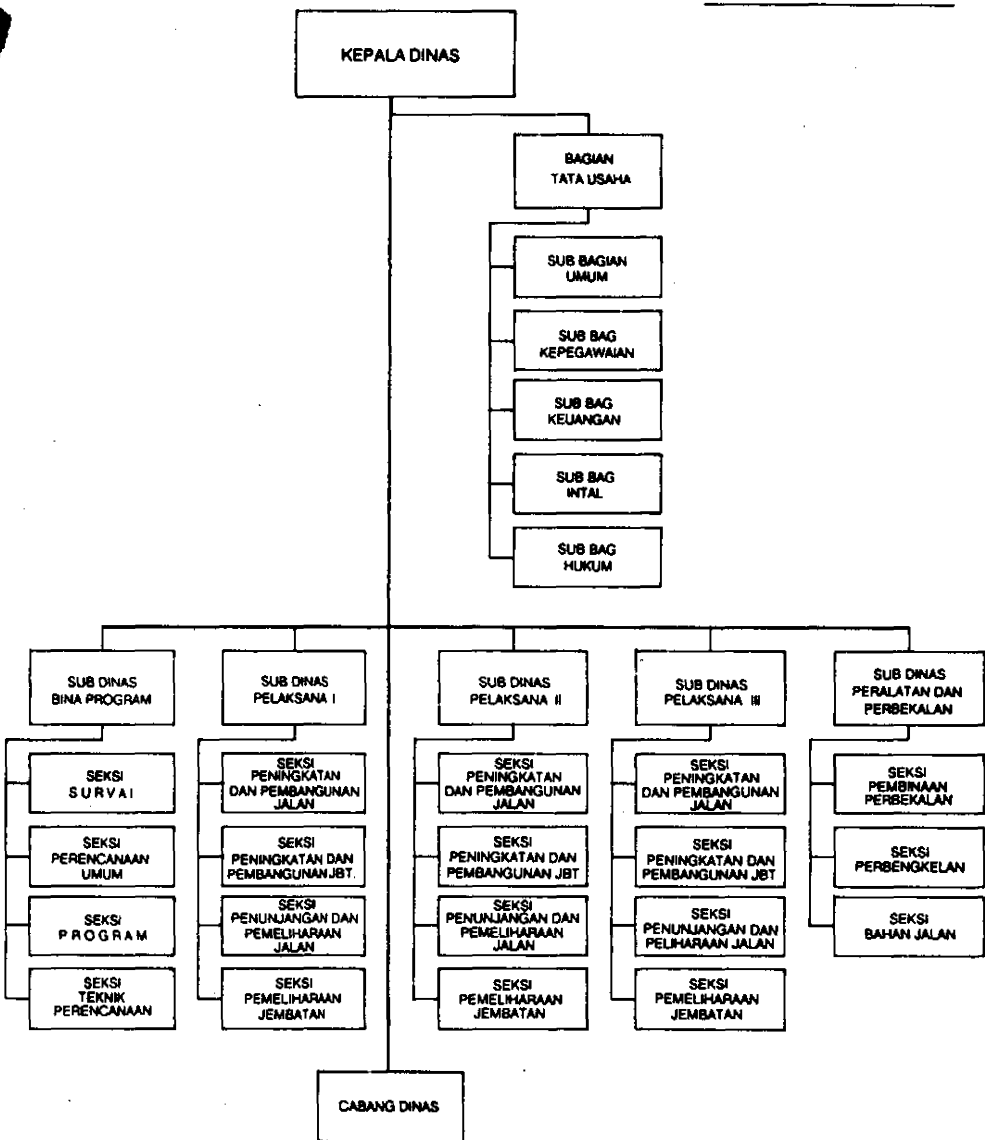 KEPALA DINAS
BAGIAN
TATA USAHA
SUB BAGIAN
UMUM
SUB BAG
KEPEGAWAIAN
SUB BAG
KEUANGAN
SUB BAG
INTAL
SUB BAG
HUKUM
SUB DINAS
BINA PROGRAM
SEKSI
SURVAI
SEKSI
PERENCANAAN
UMUM
SEKSI
PROGRAM
SEKSI
TEKNIK
PERENCANAAN
SUB DINAS
PELAKSANA I
SEKSI
PENINGKATAN
DAN PEMBANGUNAN
JALAN
SEKSI
PENINGKATAN DAN
PEMBANGUNAN JBT.
SEKSI
PENUNJANGAN DAN
PEMELIHARAAN
JALAN
SEKSI
PEMELIHARAAN
JEMBATAN
SUB DINAS
PELAKSANA II
SEKSI
PENINGKATAN
DAN PEMBANGUNAN
JALAN
SEKSI
PENINGKATAN DAN
PEMBANGUNAN JBT
SEKSI
PENUNJANGAN DAN
PEMELIHARAAN
JALAN
SEKSI
PEMELIHARAAN
JEMBATAN
SUB DINAS
PELAKSANA III
SEKSI
PENINGKATAN
DAN PEMBANGUNAN
JALAN
SEKSI
PENINGKATAN DAN
PEMBANGUNAN JBT
SEKSI
PENUNJANGAN DAN
PELIHARAAN JALAN
SEKSI
PEMELIHARAAN
JEMBATAN
SUB DINAS
PERALATAN DAN
PERBEKALAN
SEKSI
PEMBINAAN
PERBEKALAN
SEKSI
PERBENGKELAN
SEKSI
BAHAN JALAN
CABANG DINAS